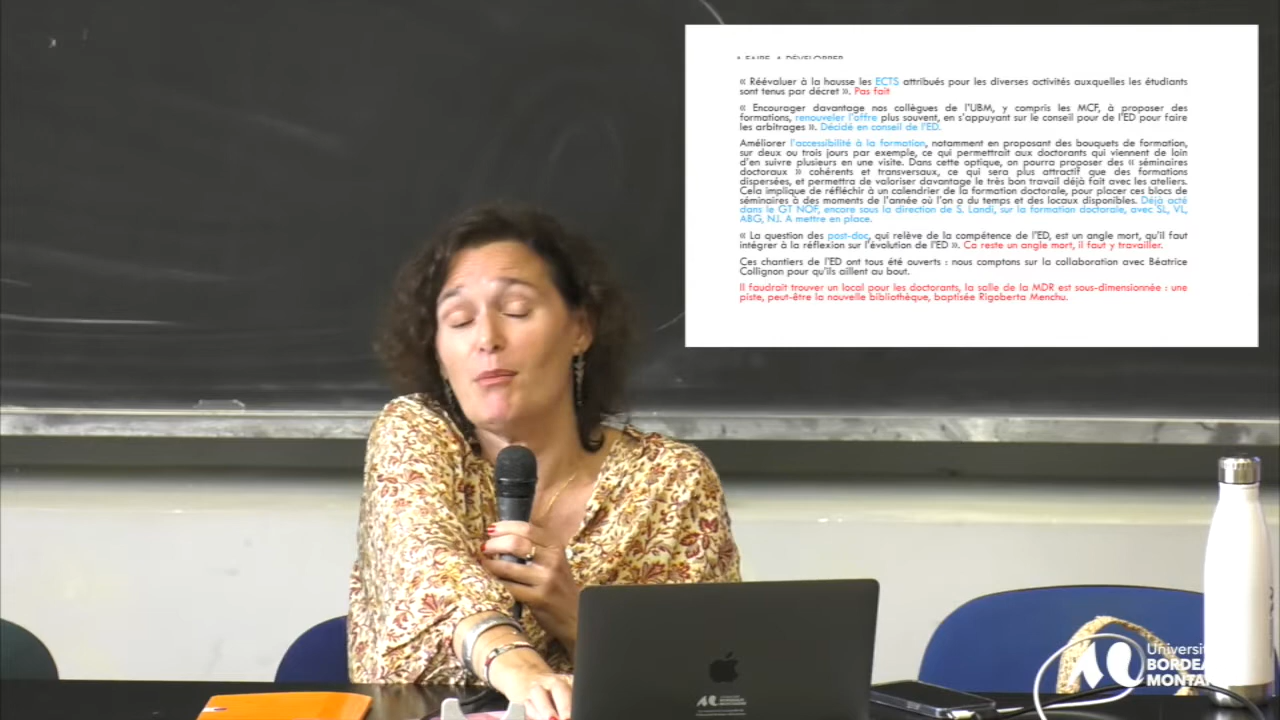 « Réévaluer à la hausse les ECTS attribués pour les diverses activités auxquelles les étudiants
sont tenus par décret ». Pas fait
« Encourager davantage nos collègues de l'UBM, y compris les MCF, à proposer des
formations, renouveler l'offre plus souvent, en s'appuyant sur le conseil pour de l'ED pour faire
les arbitrages ». Décidé en conseil de l'ED.
Améliorer l'accessibilité à la formation, notamment en proposant des bouquets de formation,
sur deux ou trois jours par exemple, ce qui permettrait aux doctorants qui viennent de loin
d'en suivre plusieurs en une visite. Dans cette optique, on pourra proposer des « séminaires
doctoraux » cohérents et transversaux, ce qui sera plus attractif que des formations
dispersées, et permettra de valoriser davantage le très bon travail déjà fait avec les ateliers.
Cela implique de réfléchir à un calendrier de la formation doctorale, pour placer ces blocs de
séminaires à des moments de l'année où l'on a du temps et des locaux disponibles. Déjà acté
dans le GT NOF, encore sous la direction de S. Landi, sur la formation doctorale, avec SL, VL,
ABG, NJ. A mettre en place.
« La question des post-doc, qui relève de la compétence de l'ED, est un angle mort, qu'il faut
intégrer à la réflexion sur l'évolution de l'ED ». Ca reste un angle mort, il faut y travailler.
Ces chantiers de l'ED ont tous été ouverts : nous comptons sur la collaboration avec Béatrice
Collignon pour qu'ils aillent au bout.
Il faudrait trouver un local pour les doctorants, la salle de la MDR est sous-dimensionnée : une
piste, peut-être la nouvelle bibliothèque, baptisée Rigoberta Menchu.
Universi
BORDEA
MONTA